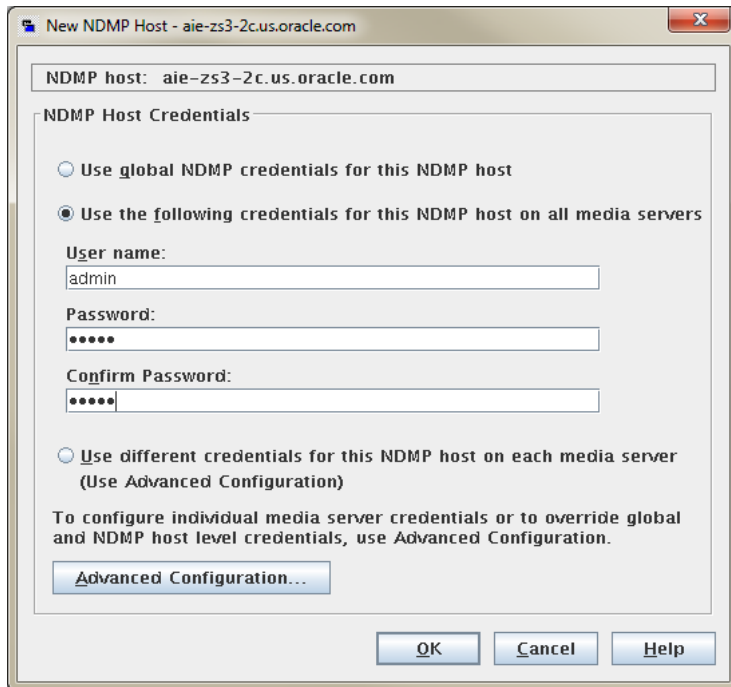 New NDMP Host - aie-zs3-2c.us.oracle.com
NDMP host: aie-zs3-2c.us.oracle.com
NDMP Host Credentials
Use global NDMP credentials for this NDMP host
Use the following credentials for this NDMP host on all media servers
User name:
admin
Password:
•••••
Confirm Password:
•••••
Use different credentials for this NDMP host on each media server
(Use Advanced Configuration)
To configure individual media server credentials or to override global
and NDMP host level credentials, use Advanced Configuration.
Advanced Configuration...
OK Cancel Help